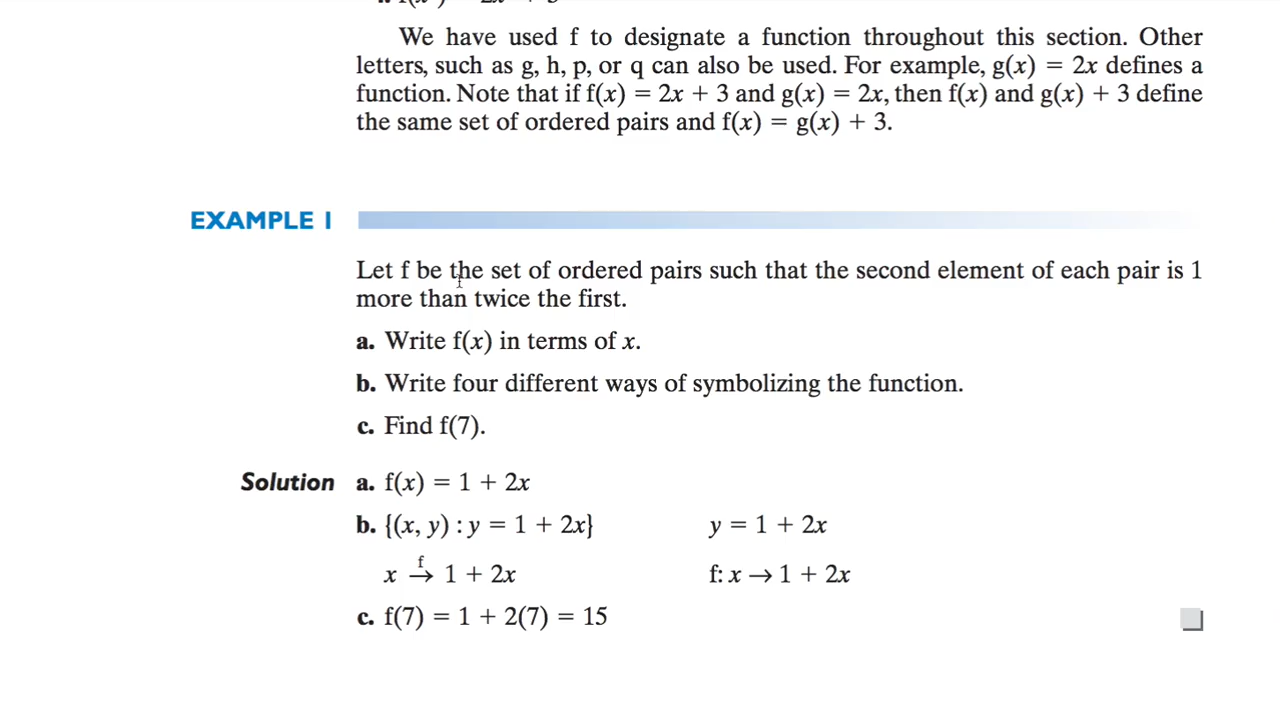 We have used f to designate a function throughout this section. Other
letters, such as g, h, p, or q can also be used. For example, g(x) = 2x defines a
function. Note that if f(x) = 2x + 3 and g(x) = 2x, then f(x) and g(x) + 3 define
the same set of ordered pairs and f(x) = g(x) + 3.
EXAMPLE 1
Let f be the set of ordered pairs such that the second element of each pair is 1
more than twice the first.
a. Write f(x) in terms of x.
b. Write four different ways of symbolizing the function.
c. Find f(7).
Solution a. f(x) = 1 + 2x
b. {(x, y) : y = 1 + 2x} y = 1 + 2x
x →^f 1 + 2x f: x → 1 + 2x
c. f(7) = 1 + 2(7) = 15